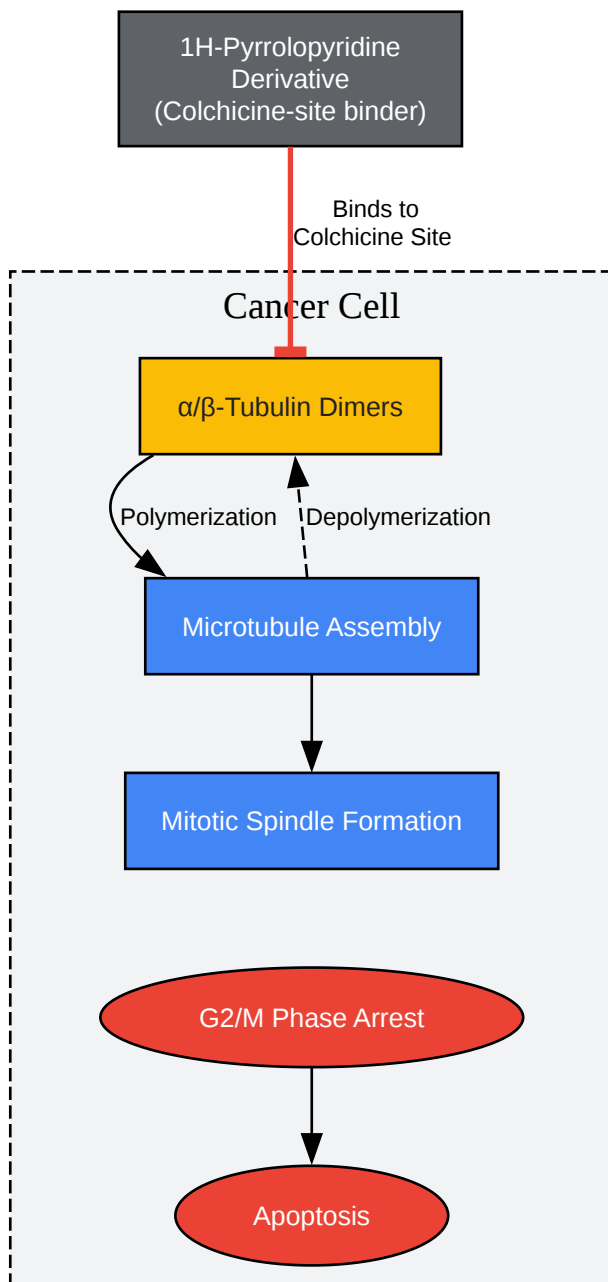 1H-Pyrrolopyridine
Derivative
(Colchicine-site binder)
Binds to
Colchicine Site
Cancer Cell
α/β-Tubulin Dimers
Polymerization
Depolymerization
Microtubule Assembly
Mitotic Spindle Formation
G2/M Phase Arrest
Apoptosis